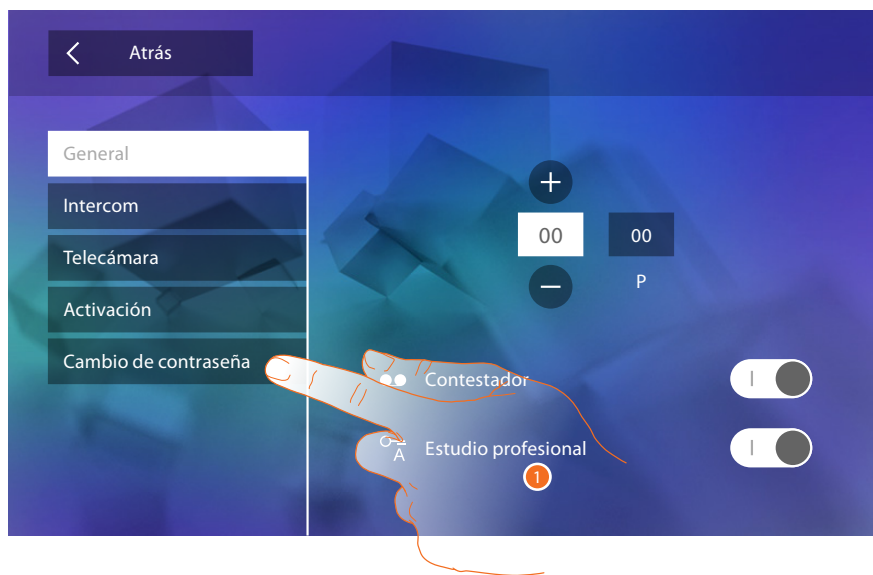 Atrás
General
Intercom
Telecámara
Activación
Cambio de contraseña
00 00
P
Contestador
A Estudio profesional
1